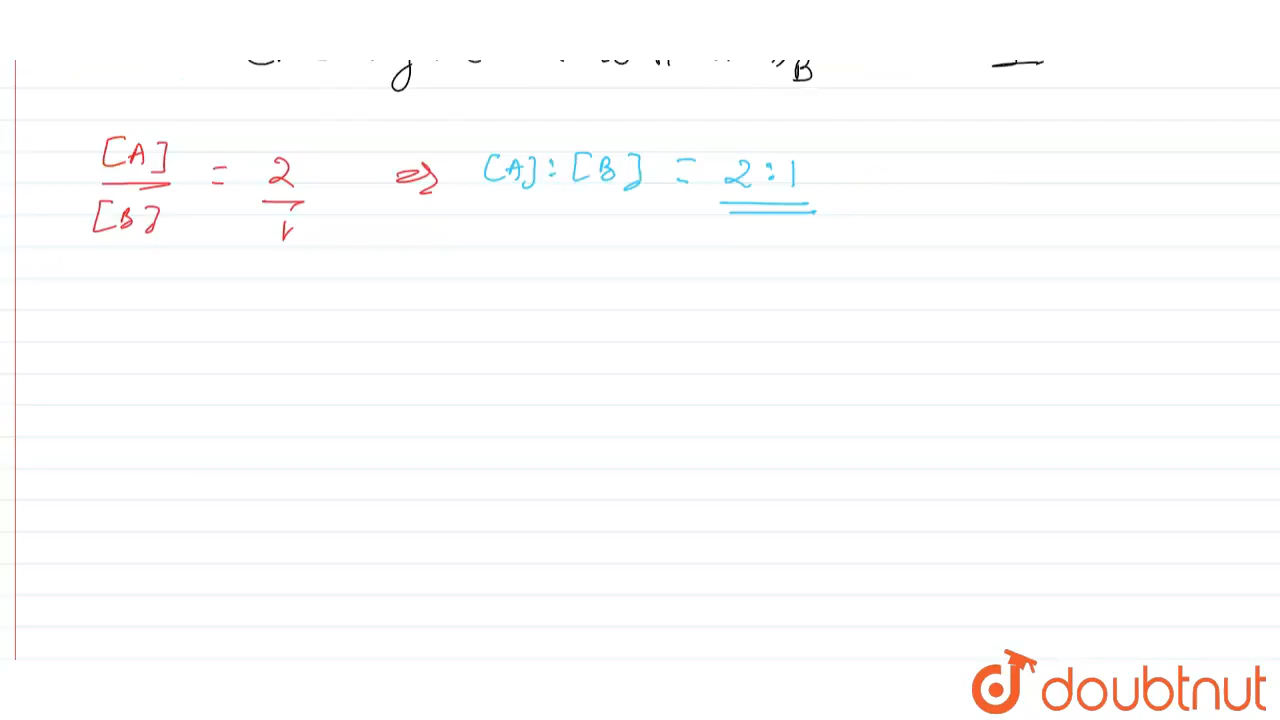 B
[A]
[B]
=
2
1
⇒ [A] : [B] = 2 : 1
doubtnut